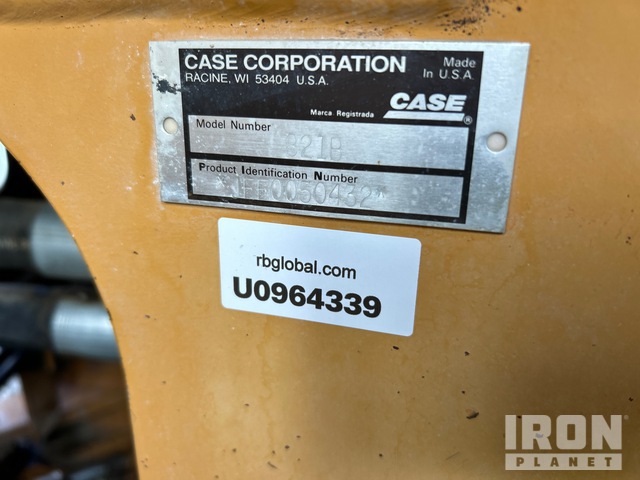 CASE CORPORATION
RACINE, WI 53404 U.S.A.
Made
In U.S.A.
CASE
®
Marca Registrada
Model Number
821B
Product Identification Number
rbglobal.com
U0964339
IRON
PLANET